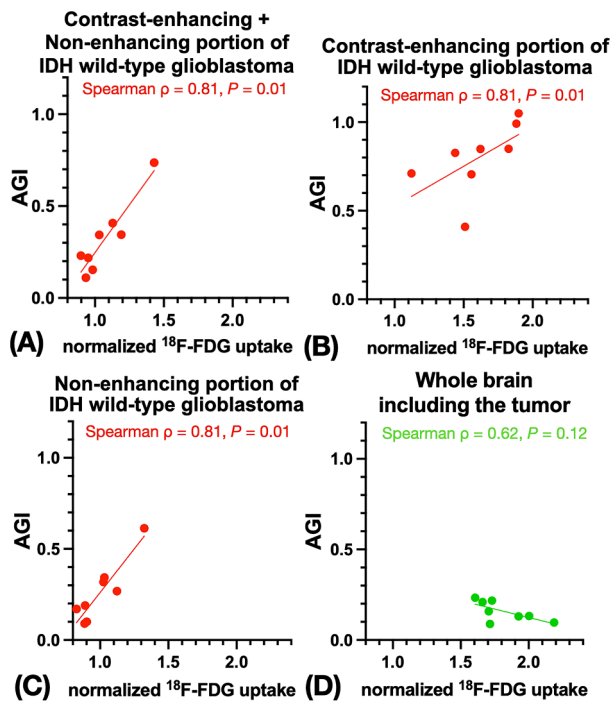 Contrast-enhancing +
Non-enhancing portion of
IDH wild-type glioblastoma
Spearman ρ = 0.81, P = 0.01
1.0
0.5
0.0
AGI
1.0 2.0
(A)
normalized ¹⁸F-FDG uptake
Contrast-enhancing portion of
IDH wild-type glioblastoma
Spearman ρ = 0.81, P = 0.01
1.0
0.5
0.0
AGI
1.0 1.5 2.0
(B)
normalized ¹⁸F-FDG uptake
Non-enhancing portion of
IDH wild-type glioblastoma
Spearman ρ = 0.81, P = 0.01
1.0
0.5
0.0
AGI
1.0 2.0
(C)
normalized ¹⁸F-FDG uptake
Whole brain
including the tumor
Spearman ρ = 0.62, P = 0.12
1.0
0.5
0.0
AGI
1.0 1.5 2.0
(D)
normalized ¹⁸F-FDG uptake